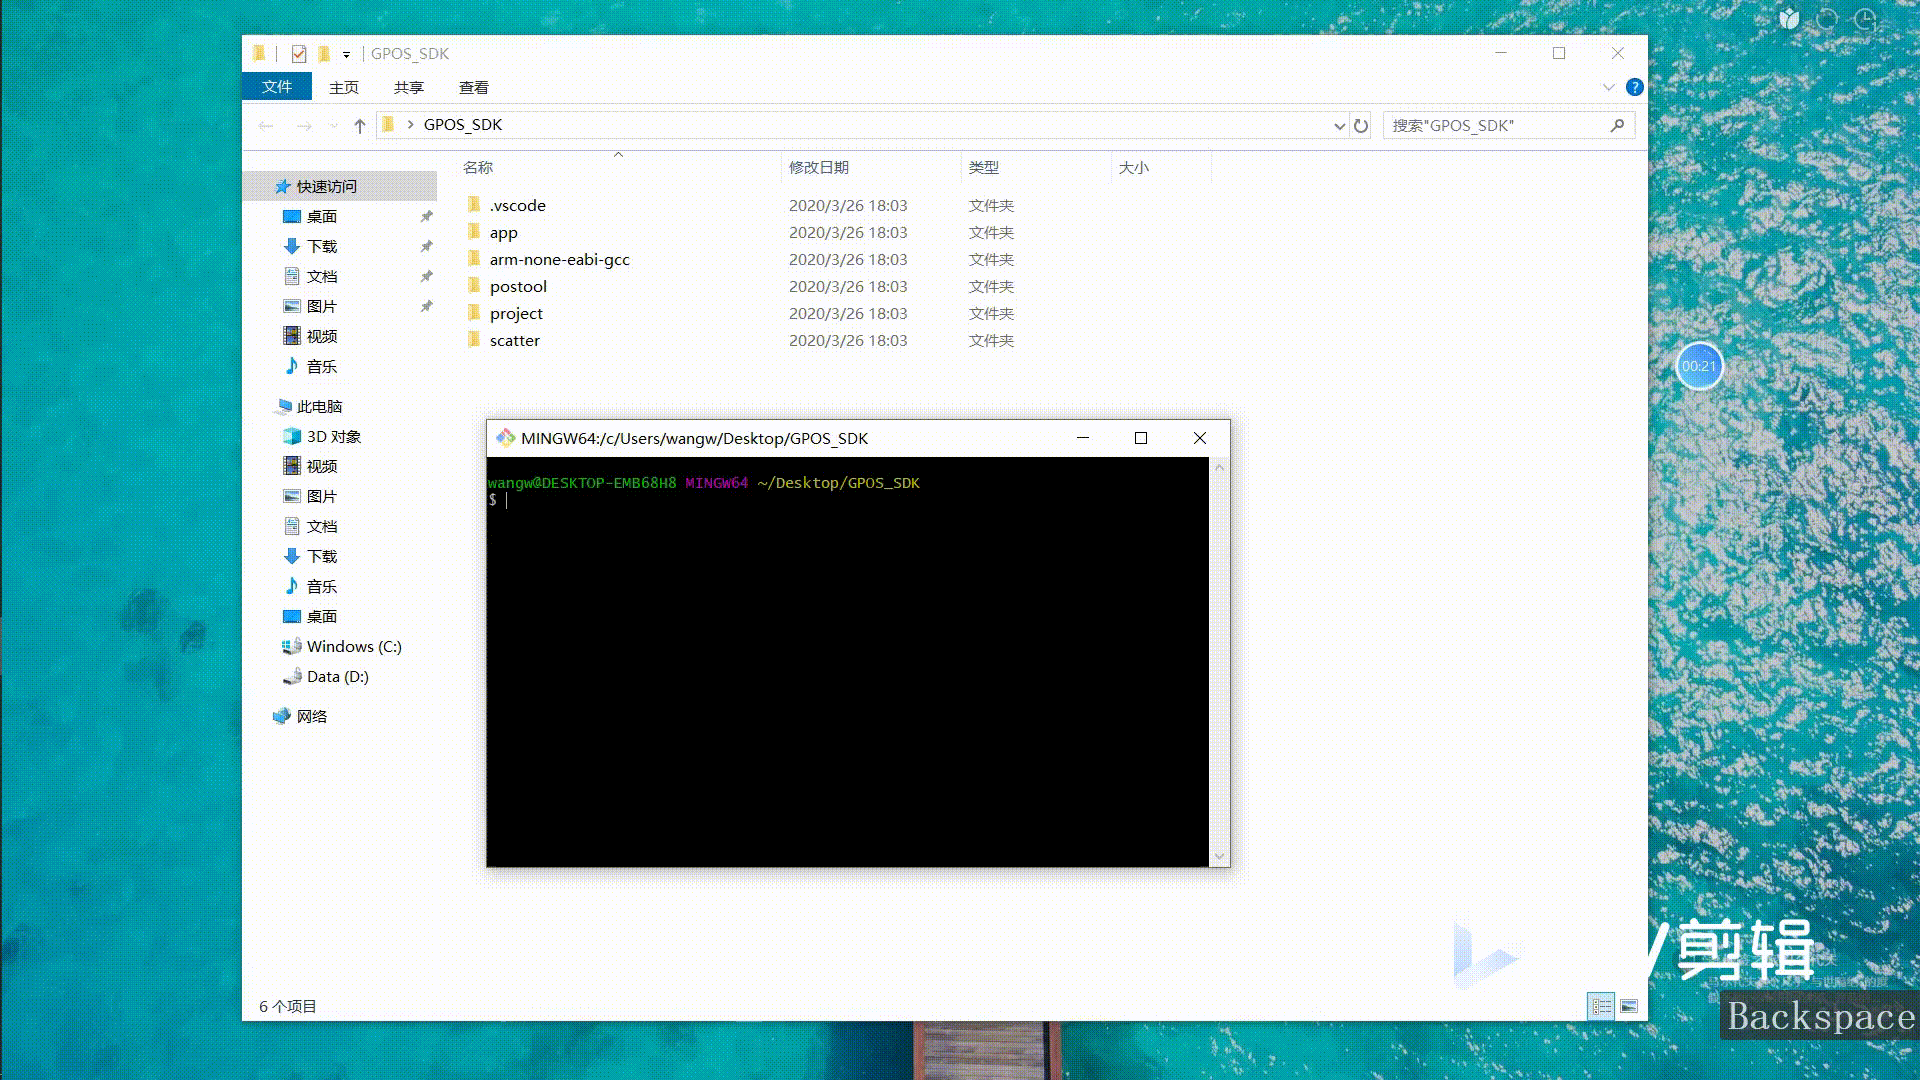 GPOS_SDK
文件 主页 共享 查看
GPOS_SDK
搜索"GPOS_SDK"
名称 修改日期 类型 大小
.vscode 2020/3/26 18:03 文件夹
app 2020/3/26 18:03 文件夹
arm-none-eabi-gcc 2020/3/26 18:03 文件夹
postool 2020/3/26 18:03 文件夹
project 2020/3/26 18:03 文件夹
scatter 2020/3/26 18:03 文件夹
快速访问
桌面
下载
文档
图片
视频
音乐
此电脑
3D 对象
视频
图片
文档
下载
音乐
桌面
Windows (C:)
Data (D:)
网络
00:21
MINGW64:/c/Users/wangw/Desktop/GPOS_SDK
wangw@DESKTOP-EMB68H8 MINGW64 ~/Desktop/GPOS_SDK
$
剪辑
6 个项目
Backspace